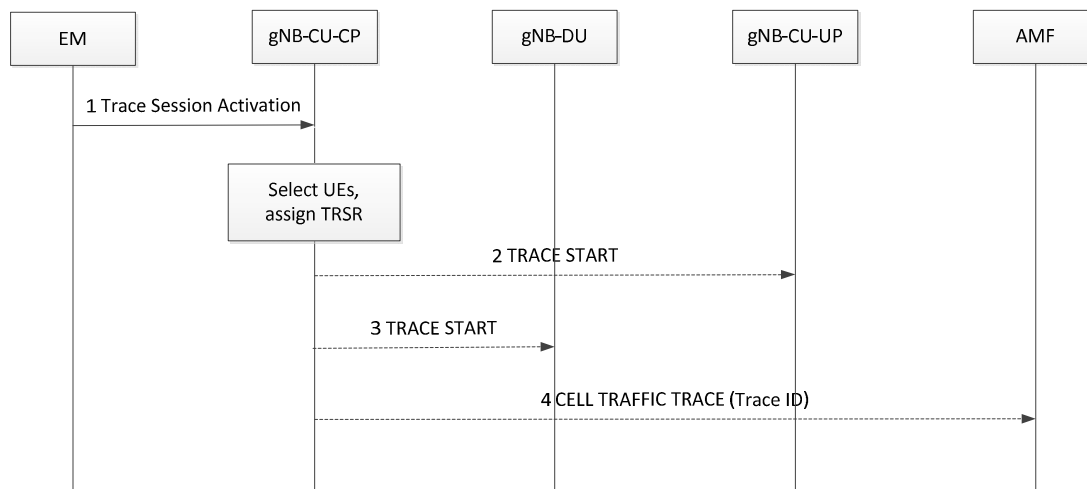 EM
gNB-CU-CP
gNB-DU
gNB-CU-UP
AMF
1 Trace Session Activation
Select UEs,
assign TRSR
2 TRACE START
3 TRACE START
4 CELL TRAFFIC TRACE (Trace ID)